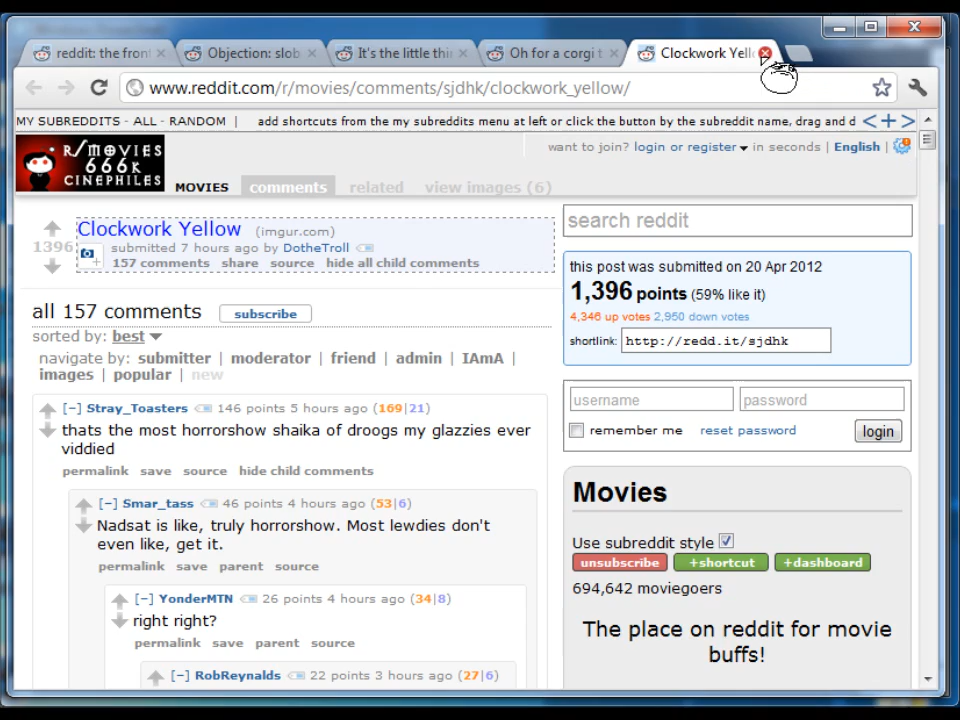 reddit: the fron
Objection: slob
It's the little thi
Oh for a corgi t
Clockwork Yell
www.reddit.com/r/movies/comments/sjdhk/clockwork_yellow/
MY SUBREDDITS - ALL - RANDOM | add shortcuts from the my subreddits menu at left or click the button by the subreddit name, drag and d <+>
R/MOVIES
666K
CINEPHILES
want to join? login or register in seconds | English
MOVIES comments related view images (6)
Clockwork Yellow (imgur.com)
1396
submitted 7 hours ago by DotheTroll
157 comments share source hide all child comments
search reddit
this post was submitted on 20 Apr 2012
1,396 points (59% like it)
4,346 up votes 2,950 down votes
shortlink: http://redd.it/sjdhk
all 157 comments subscribe
sorted by: best
navigate by: submitter | moderator | friend | admin | IAmA |
images | popular | new
username password
remember me reset password login
[−] Stray_Toasters 146 points 5 hours ago (169|21)
thats the most horrorshow shaika of droogs my glazzies ever
viddied
permalink save source hide child comments
[−] Smar_tass 46 points 4 hours ago (53|6)
Nadsat is like, truly horrorshow. Most lewdies don't
even like, get it.
permalink save parent source
[−] YonderMTN 26 points 4 hours ago (34|8)
right right?
permalink save parent source
[−] RobReynalds 22 points 3 hours ago (27|6)
Movies
Use subreddit style
unsubscribe +shortcut +dashboard
694,642 moviegoers
The place on reddit for movie
buffs!